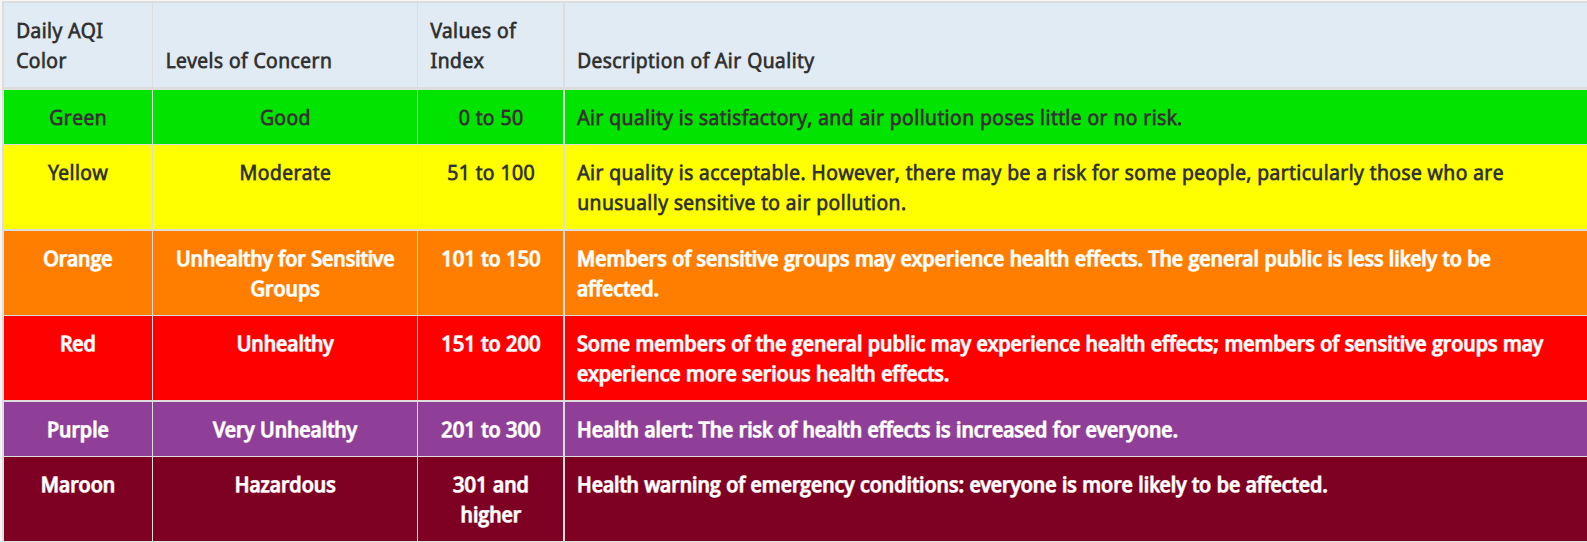 Daily AQI
Color
Levels of Concern
Values of
Index
Description of Air Quality
Green
Good
0 to 50
Air quality is satisfactory, and air pollution poses little or no risk.
Yellow
Moderate
51 to 100
Air quality is acceptable. However, there may be a risk for some people, particularly those who are
unusually sensitive to air pollution.
Orange
Unhealthy for Sensitive
Groups
101 to 150
Members of sensitive groups may experience health effects. The general public is less likely to be
affected.
Red
Unhealthy
151 to 200
Some members of the general public may experience health effects; members of sensitive groups may
experience more serious health effects.
Purple
Very Unhealthy
201 to 300
Health alert: The risk of health effects is increased for everyone.
Maroon
Hazardous
301 and
higher
Health warning of emergency conditions: everyone is more likely to be affected.